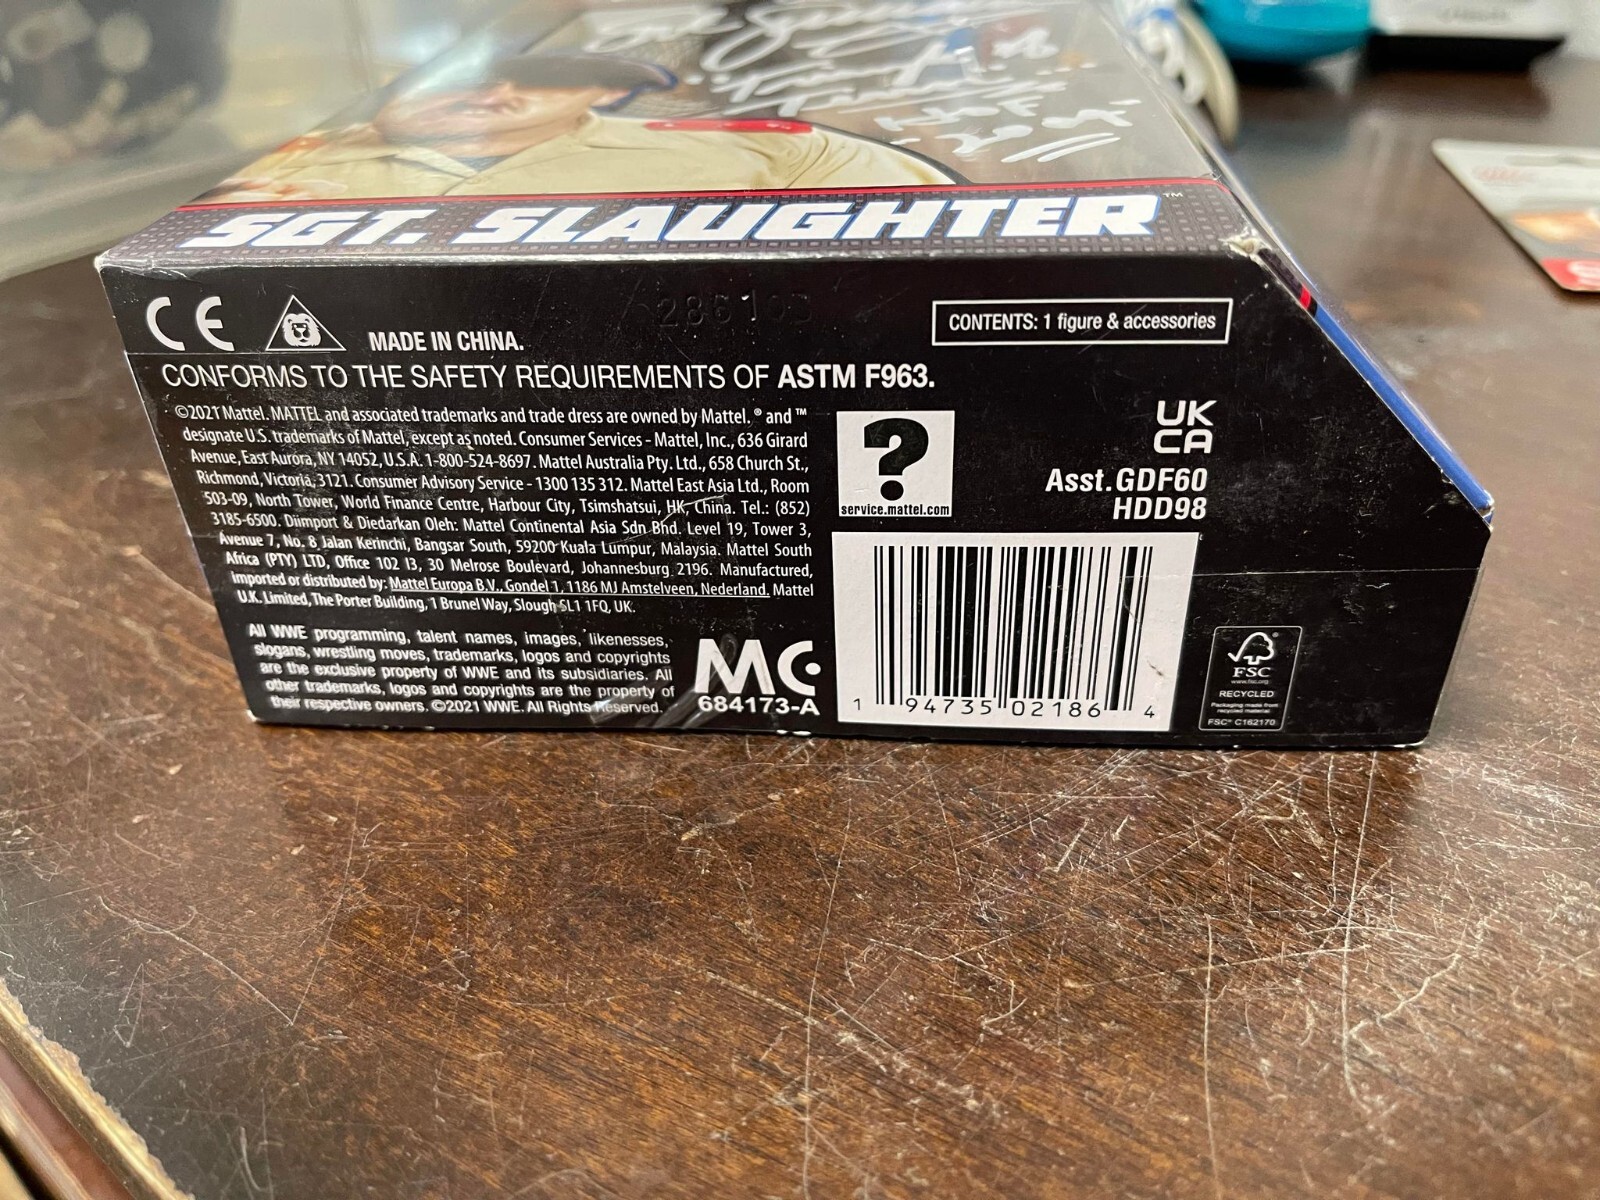 SGT. SLAUGHTER™
CE
MADE IN CHINA.
CONTENTS: 1 figure & accessories
CONFORMS TO THE SAFETY REQUIREMENTS OF ASTM F963.
©2021 Mattel. MATTEL and associated trademarks and trade dress are owned by Mattel. ® and ™
designate U.S. trademarks of Mattel, except as noted. Consumer Services - Mattel, Inc., 636 Girard
Avenue, East Aurora, NY 14052, U.S.A. 1-800-524-8697. Mattel Australia Pty. Ltd., 658 Church St.,
Richmond, Victoria, 3121. Consumer Advisory Service - 1300 135 312. Mattel East Asia Ltd., Room
503-09, North Tower, World Finance Centre, Harbour City, Tsimshatsui, HK, China. Tel.: (852)
3185-6500. Diimport & Diedarkan Oleh: Mattel Continental Asia Sdn Bhd. Level 19, Tower 3,
Avenue 7, No. 8 Jalan Kerinchi, Bangsar South, 59200 Kuala Lumpur, Malaysia. Mattel South
Africa (PTY) LTD, Office 102 I3, 30 Melrose Boulevard, Johannesburg 2196. Manufactured,
imported or distributed by: Mattel Europa B.V., Gondel 1, 1186 MJ Amstelveen, Nederland. Mattel
U.K. Limited, The Porter Building, 1 Brunel Way, Slough SL1 1FQ, UK.
All WWE programming, talent names, images, likenesses,
slogans, wrestling moves, trademarks, logos and copyrights
are the exclusive property of WWE and its subsidiaries. All
other trademarks, logos and copyrights are the property of
their respective owners. ©2021 WWE. All Rights Reserved.
MC
684173-A
?
service.mattel.com
UK
CA
Asst.GDF60
HDD98
1 94735 02186 4
FSC
www.fsc.org
RECYCLED
Packaging made from
recycled material
FSC® C162170